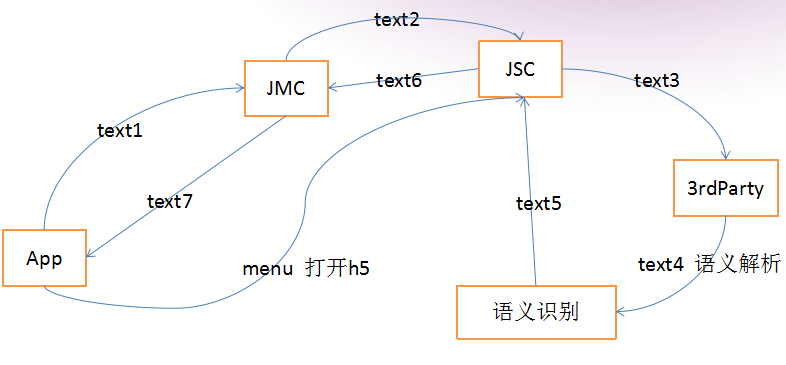 text2
JSC
JMC
text6
text3
text1
3rdParty
text7
text5
App
menu 打开h5
text4 语义解析
语义识别